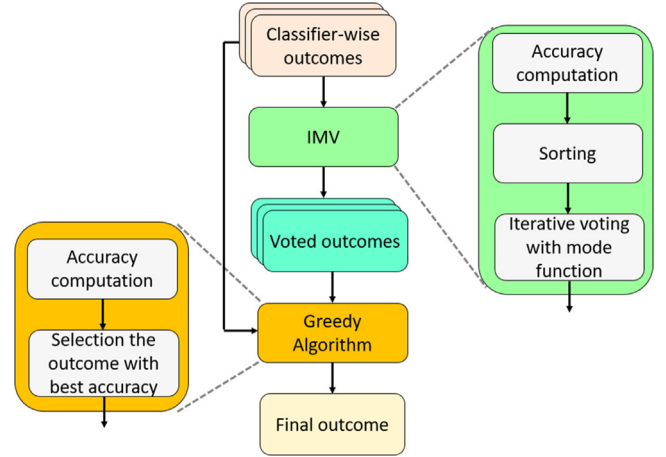 Classifier-wise
outcomes
IMV
Voted outcomes
Greedy
Algorithm
Final outcome
Accuracy
computation
Sorting
Iterative voting
with mode
function
Accuracy
computation
Selection the
outcome with
best accuracy